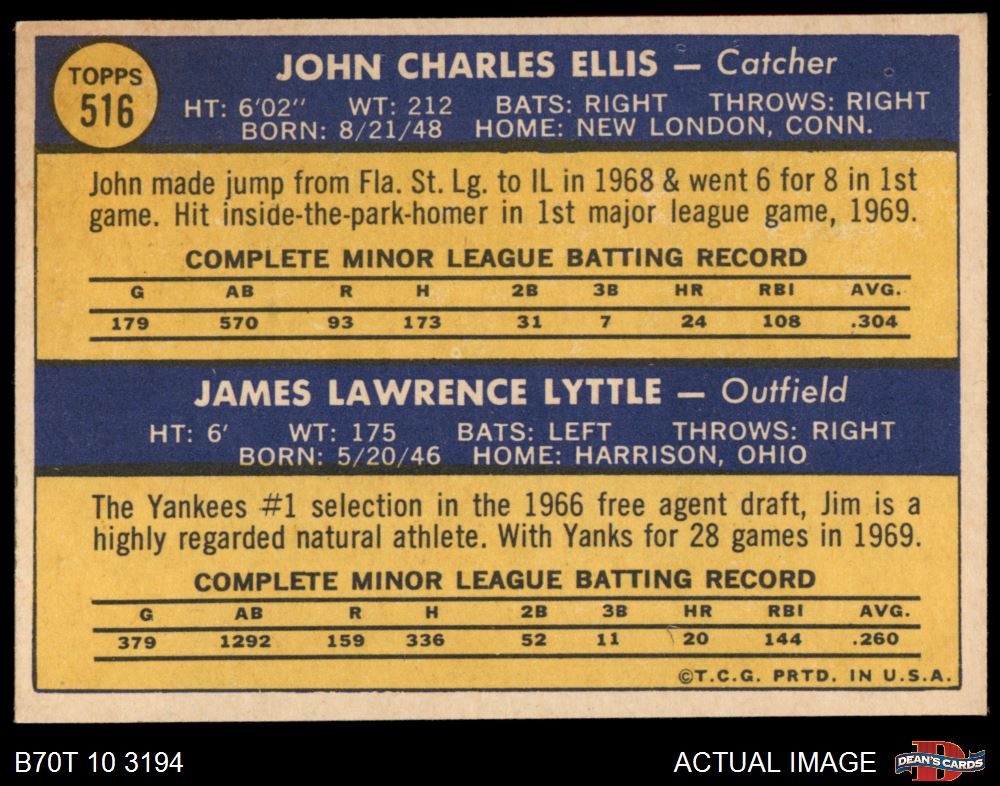 TOPPS
516
JOHN CHARLES ELLIS — Catcher
HT: 6'02" WT: 212 BATS: RIGHT THROWS: RIGHT
BORN: 8/21/48 HOME: NEW LONDON, CONN.
John made jump from Fla. St. Lg. to IL in 1968 & went 6 for 8 in 1st
game. Hit inside-the-park-homer in 1st major league game, 1969.
COMPLETE MINOR LEAGUE BATTING RECORD
G AB R H 2B 3B HR RBI AVG.
179 570 93 173 31 7 24 108 .304
JAMES LAWRENCE LYTTLE — Outfield
HT: 6' WT: 175 BATS: LEFT THROWS: RIGHT
BORN: 5/20/46 HOME: HARRISON, OHIO
The Yankees #1 selection in the 1966 free agent draft, Jim is a
highly regarded natural athlete. With Yanks for 28 games in 1969.
COMPLETE MINOR LEAGUE BATTING RECORD
G AB R H 2B 3B HR RBI AVG.
379 1292 159 336 52 11 20 144 .260
©T.C.G. PRTD. IN U.S.A.
B70T 10 3194 ACTUAL IMAGE DEAN'S CARDS